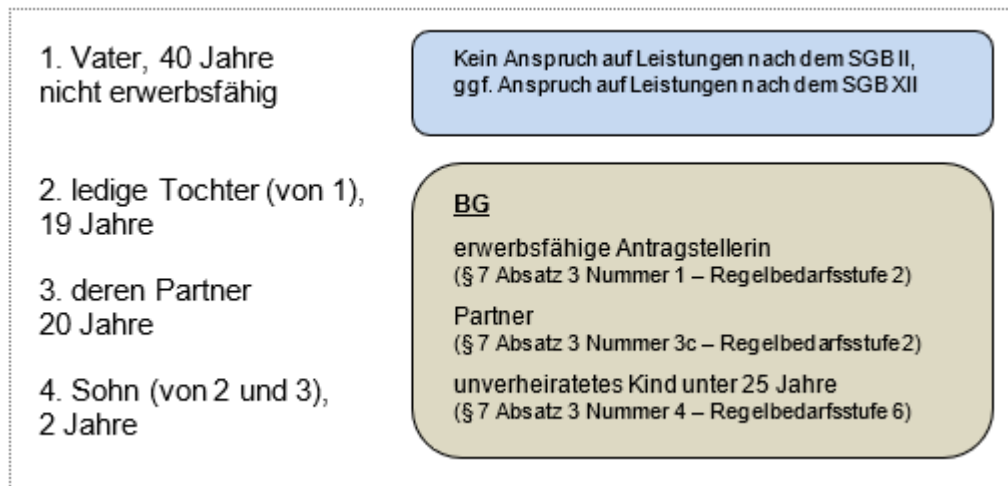 1. Vater, 40 Jahre
nicht erwerbsfähig
Kein Anspruch auf Leistungen nach dem SGB II,
ggf. Anspruch auf Leistungen nach dem SGB XII
2. ledige Tochter (von 1),
19 Jahre
3. deren Partner
20 Jahre
4. Sohn (von 2 und 3),
2 Jahre
BG
erwerbsfähige Antragstellerin
(§ 7 Absatz 3 Nummer 1 – Regelbedarfsstufe 2)
Partner
(§ 7 Absatz 3 Nummer 3c – Regelbedarfsstufe 2)
unverheiratetes Kind unter 25 Jahre
(§ 7 Absatz 3 Nummer 4 – Regelbedarfsstufe 6)